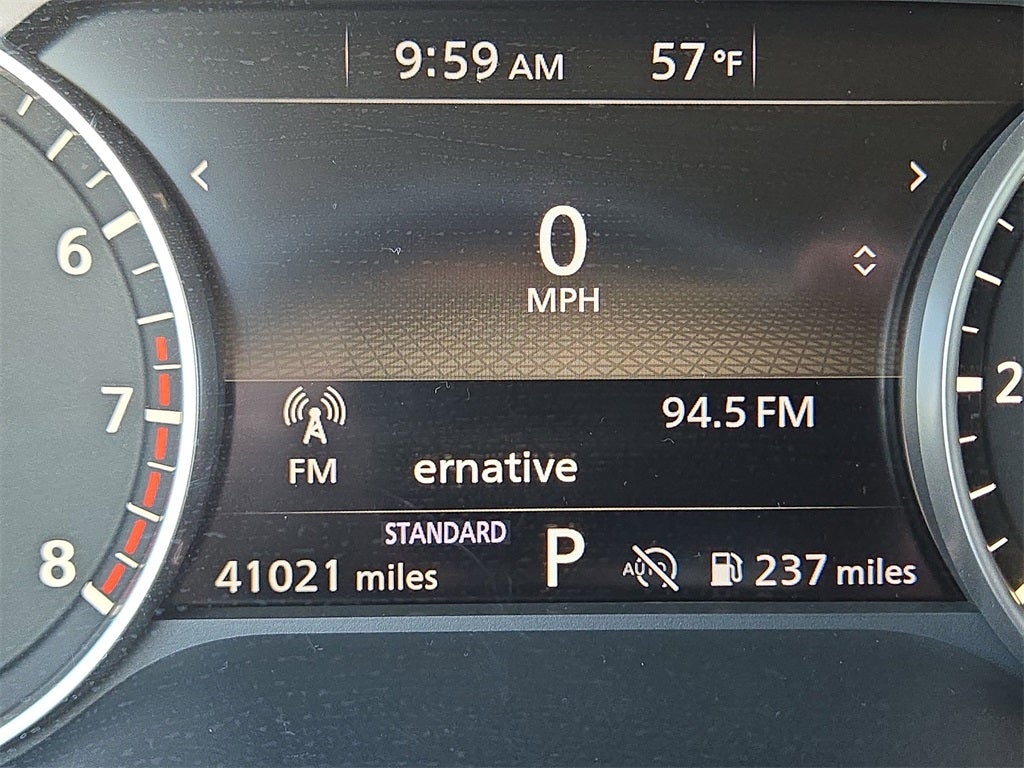 9:59 AM 57 °F
6
0
MPH
2
7
94.5 FM
FM ernative
STANDARD
8
41021 miles P AUTO 237 miles